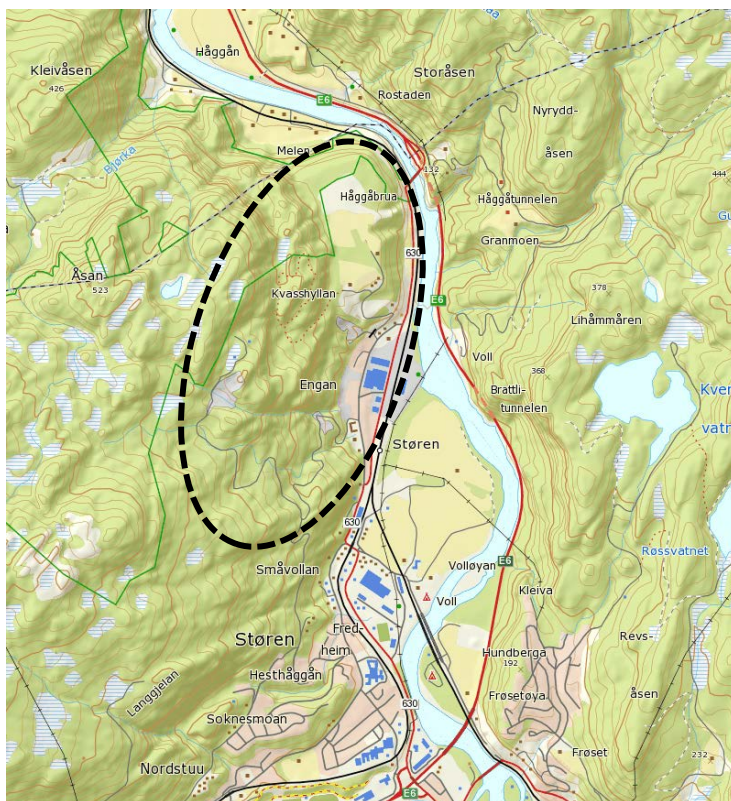 Håggån
Kleivåsen
426
Storåsen
Rostaden
E6
Nyrydd-
åsen
Bjørka
Melen
132
444
Håggåbrua
Håggåtunnelen
Granmoen
630
Åsan
523
Kvasshyllan
378
E6
Lihåmmåren
Voll
Engan
368
Brattli-
tunnelen
Kver
vatn
Støren
630
Røssvatnet
Småvollan
Volløyan
E6
Kleiva
Voll
Fred-
heim
Støren
Hundberga
192
Revs-
åsen
Hesthåggån
Langgjelan
Frøsetøya
Soknesmoan
630
Frøset
232
Nordstuu
E6